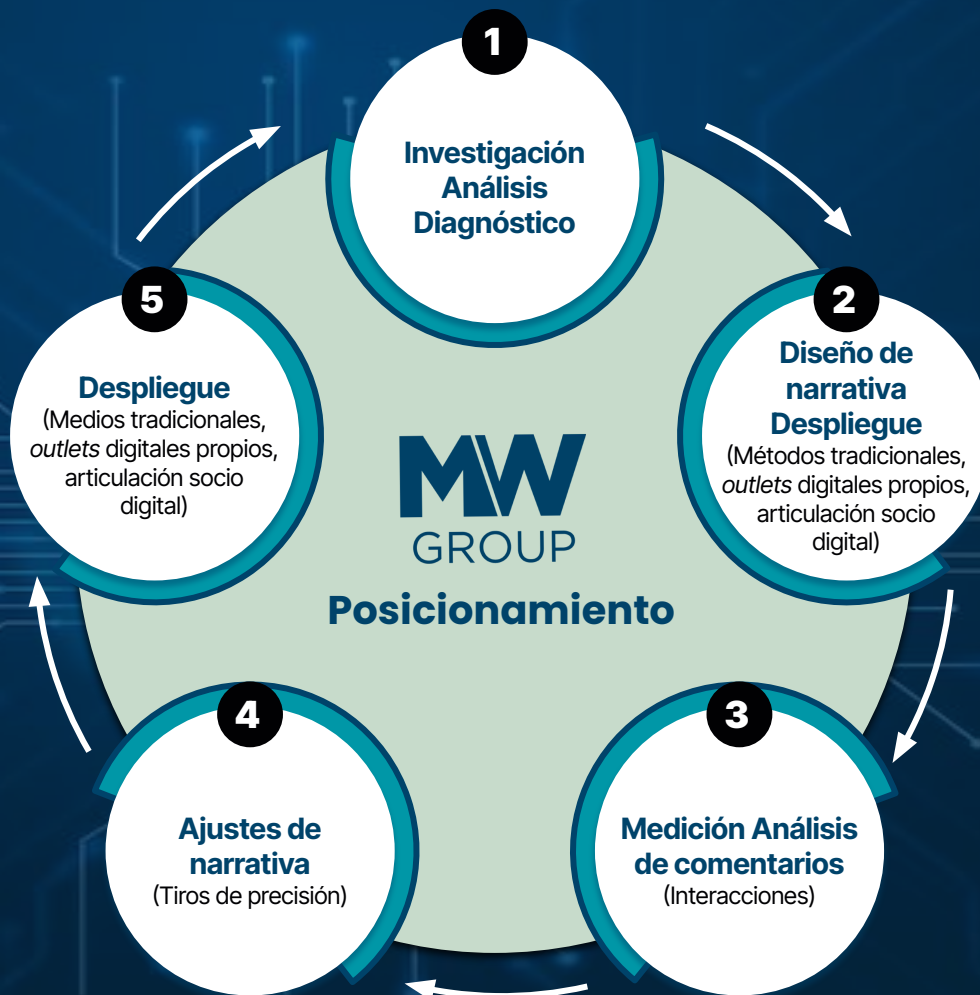 1
Investigación
Análisis
Diagnóstico
2
Diseño de
narrativa
Despliegue
(Métodos tradicionales,
outlets digitales propios,
articulación socio
digital)
3
Medición Análisis
de comentarios
(Interacciones)
4
Ajustes de
narrativa
(Tiros de precisión)
5
Despliegue
(Medios tradicionales,
outlets digitales propios,
articulación socio
digital)
MW
GROUP
Posicionamiento